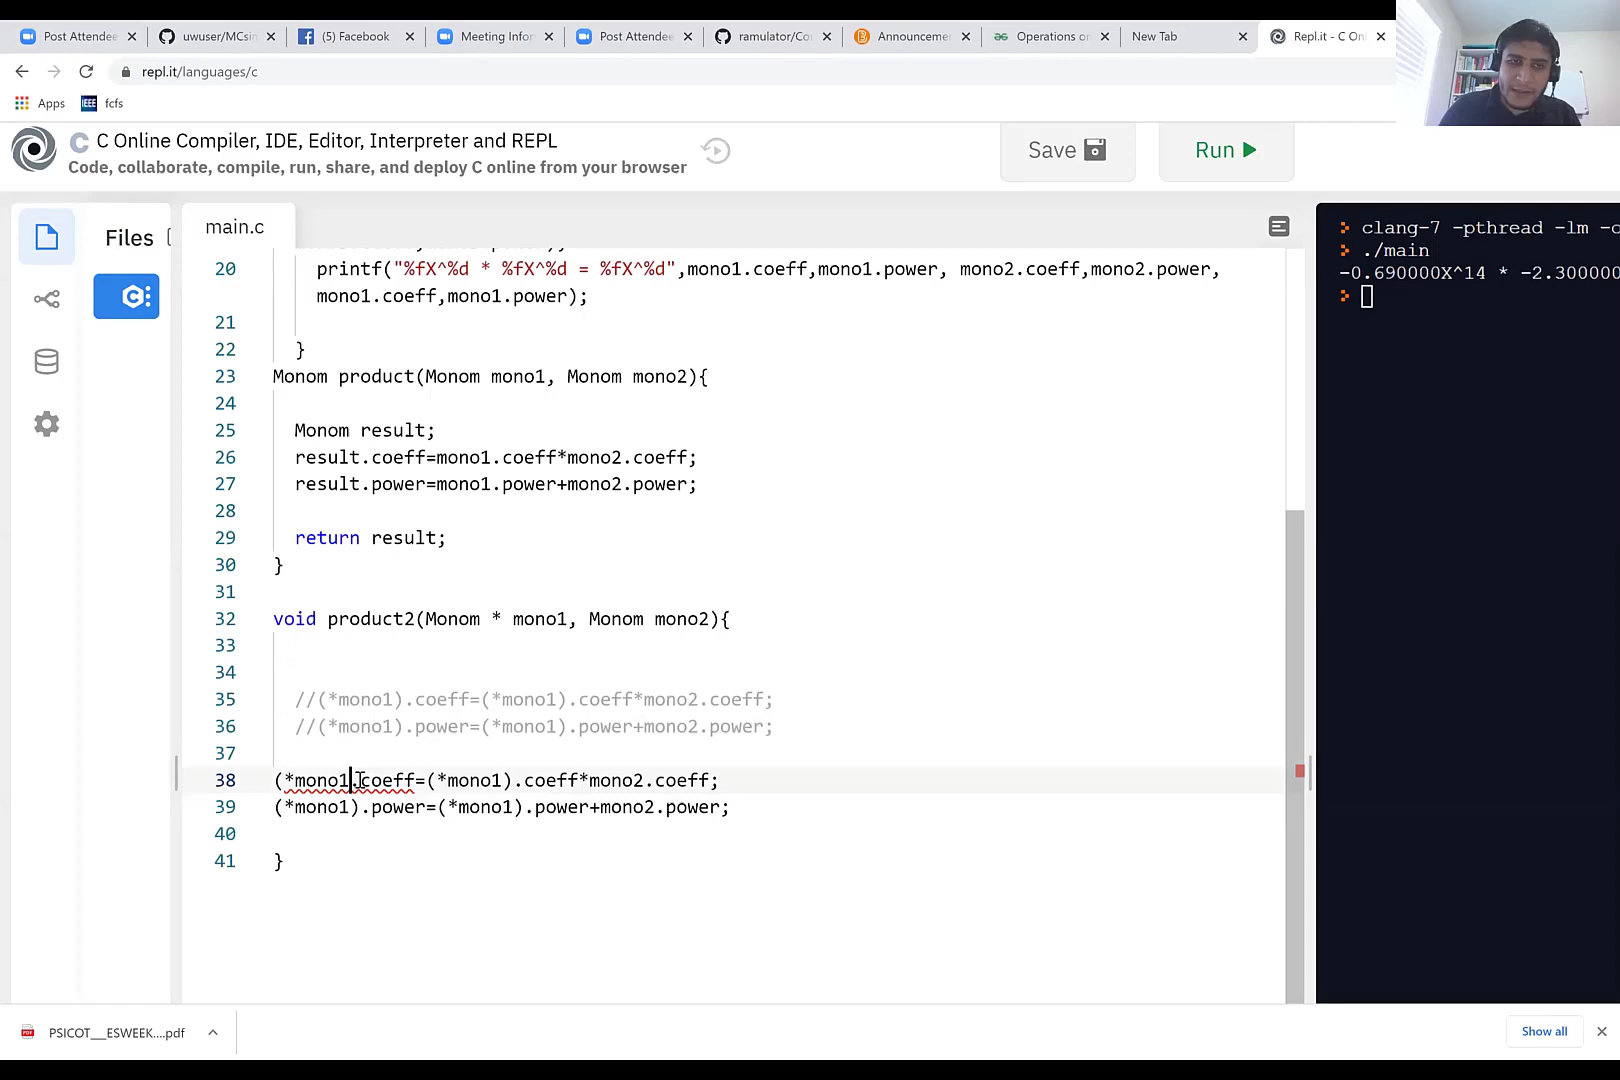 Post Attendee uwuser/MCsim (5) Facebook Meeting Infor Post Attendee ramulator/Co Announceme Operations on New Tab Repl.it - C Onl
repl.it/languages/c
Apps IEEE fcfs
C C Online Compiler, IDE, Editor, Interpreter and REPL
Code, collaborate, compile, run, share, and deploy C online from your browser
Save Run
Files main.c
20 printf("%fX^%d * %fX^%d = %fX^%d",mono1.coeff,mono1.power, mono2.coeff,mono2.power,
mono1.coeff,mono1.power);
21
22 }
23 Monom product(Monom mono1, Monom mono2){
24
25 Monom result;
26 result.coeff=mono1.coeff*mono2.coeff;
27 result.power=mono1.power+mono2.power;
28
29 return result;
30 }
31
32 void product2(Monom * mono1, Monom mono2){
33
34
35 //(*mono1).coeff=(*mono1).coeff*mono2.coeff;
36 //(*mono1).power=(*mono1).power+mono2.power;
37
38 (*mono1.coeff=(*mono1).coeff*mono2.coeff;
39 (*mono1).power=(*mono1).power+mono2.power;
40
41 }
clang-7 -pthread -lm -o
./main
-0.690000X^14 * -2.300000
PSICOT__ESWEEK....pdf
Show all